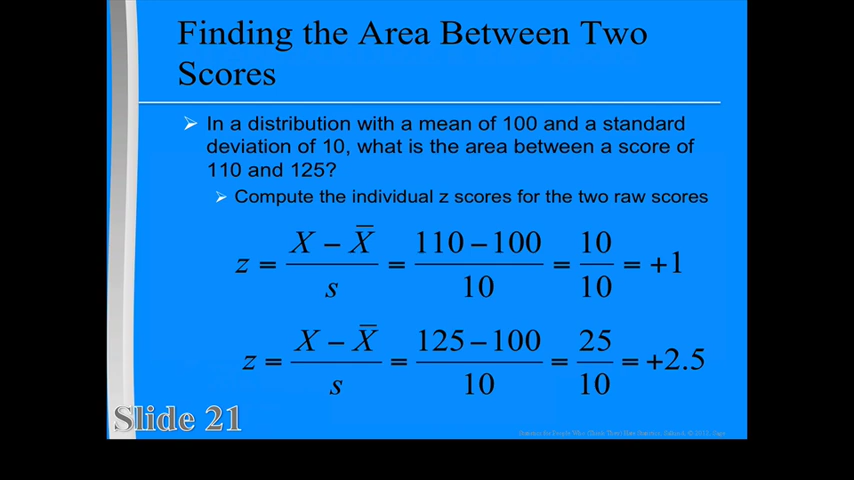 Finding the Area Between Two
Scores
➢ In a distribution with a mean of 100 and a standard
deviation of 10, what is the area between a score of
110 and 125?
➢ Compute the individual z scores for the two raw scores
z = (X − X̅)/s = (110 − 100)/10 = 10/10 = +1
z = (X − X̅)/s = (125 − 100)/10 = 25/10 = +2.5
Slide 21